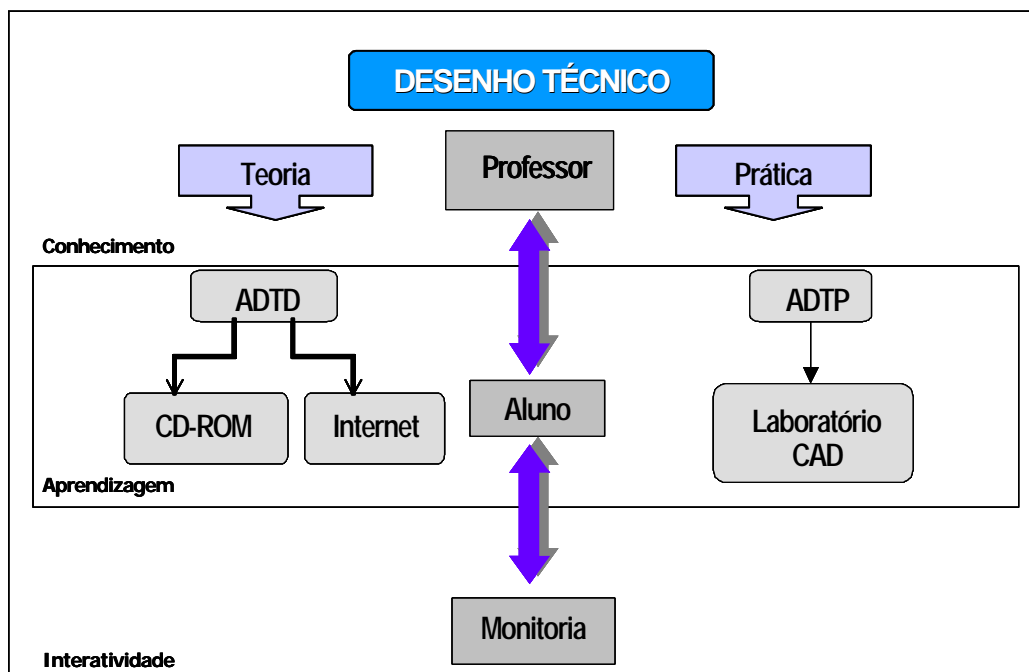 DESENHO TÉCNICO
Teoria
Professor
Prática
Conhecimento
ADTD
ADTP
CD-ROM
Internet
Aluno
Laboratório
CAD
Aprendizagem
Monitoria
Interatividade